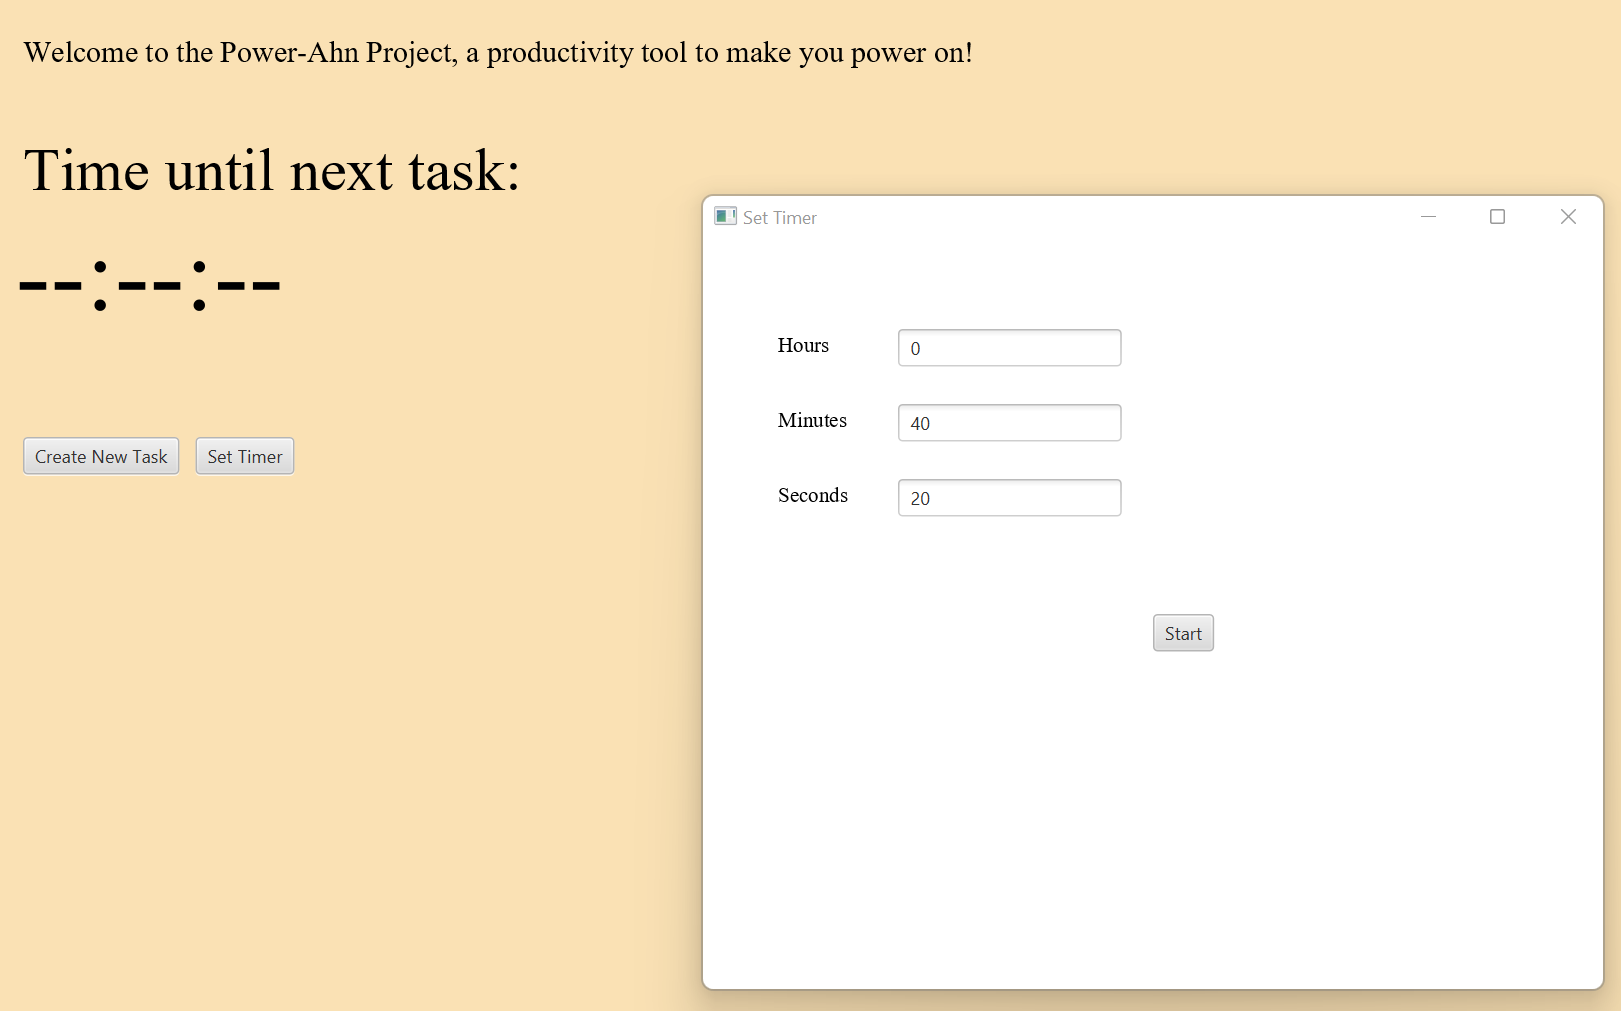 Welcome to the Power-Ahn Project, a productivity tool to make you power on!
Time until next task:
--:--:--
Create New Task
Set Timer
Set Timer
Hours
0
Minutes
40
Seconds
20
Start